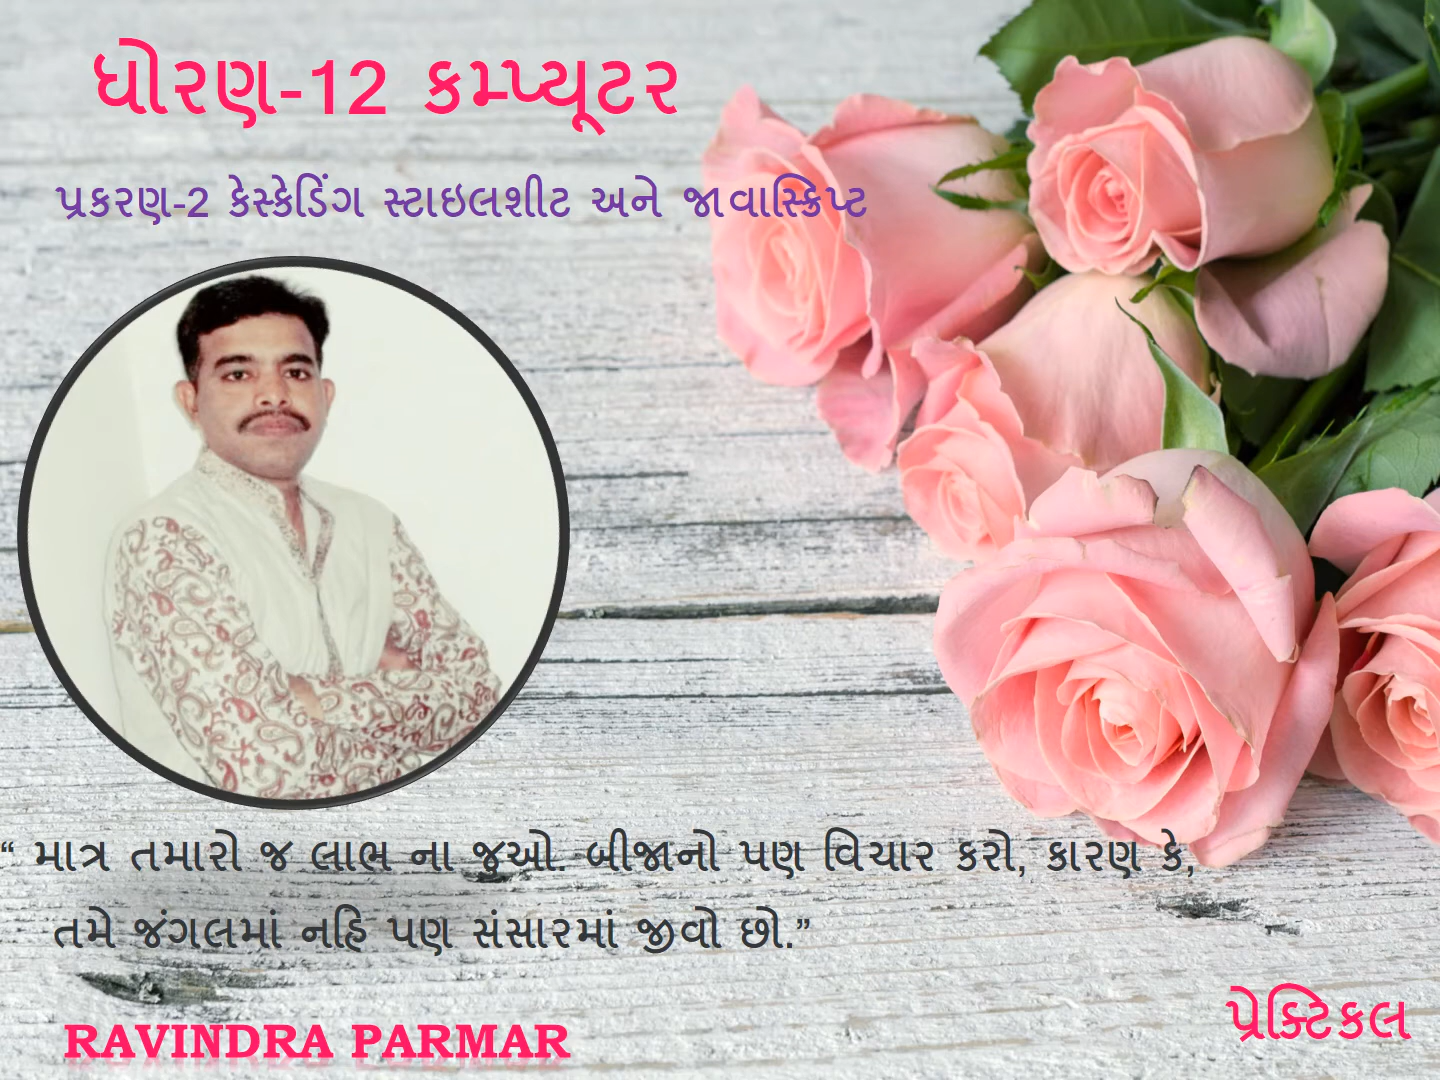 ધોરણ-12 કમ્પ્યૂટર
પ્રકરણ-2 કેસ્કેડિંગ સ્ટાઇલશીટ અને જાવાસ્ક્રિપ્ટ
“ માત્ર તમારો જ લાભ ના જુઓ. બીજાનો પણ વિચાર કરો, કારણ કે,
તમે જંગલમાં નહિ પણ સંસારમાં જીવો છો.”
પ્રેક્ટિકલ
RAVINDRA PARMAR